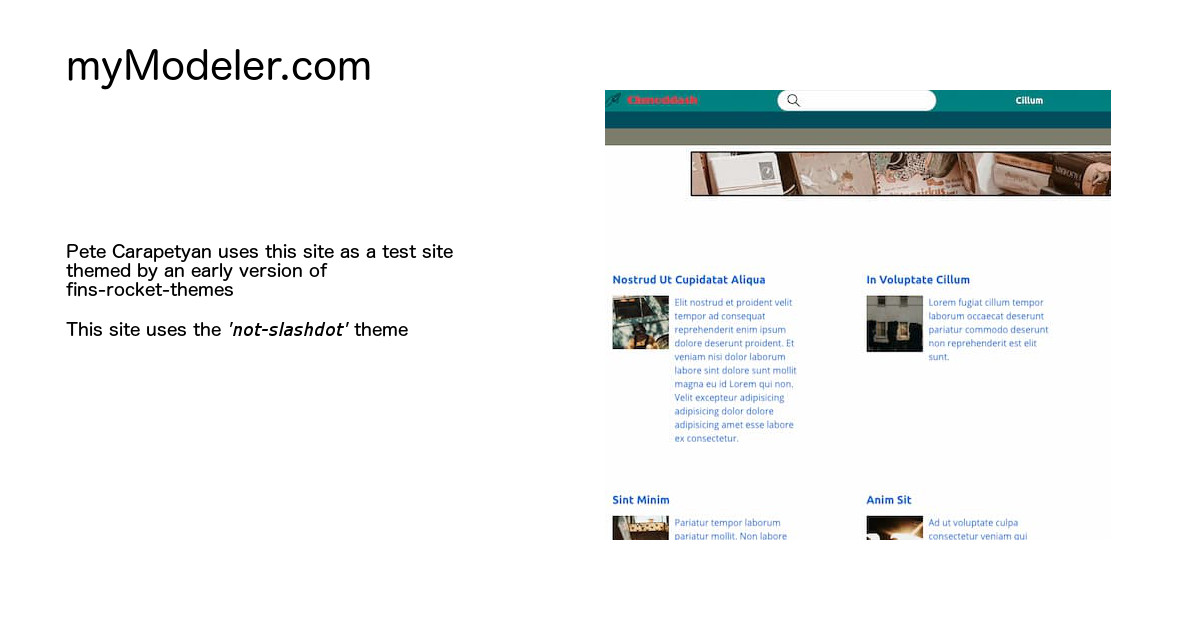 myModeler.com
Pete Carapetyan uses this site as a test site
themed by an early version of
fins-rocket-themes
This site uses the 'not-slashdot' theme
Cillum
Nostrud Ut Cupidatat Aliqua
Elit nostrud et proident velit
tempor ad consequat
reprehenderit enim ipsum
dolore deserunt proident. Et
veniam nisi dolor laborum
labore sint dolore sunt mollit
magna eu id Lorem qui non.
Velit excepteur adipisicing
adipisicing dolor dolore
adipisicing amet esse labore
ex consectetur.
In Voluptate Cillum
Lorem fugiat cillum tempor
laborum occaecat deserunt
pariatur commodo deserunt
non reprehenderit est elit
sunt.
Sint Minim
Pariatur tempor laborum
pariatur mollit. Non labore
Anim Sit
Ad ut voluptate culpa
consectetur veniam qui